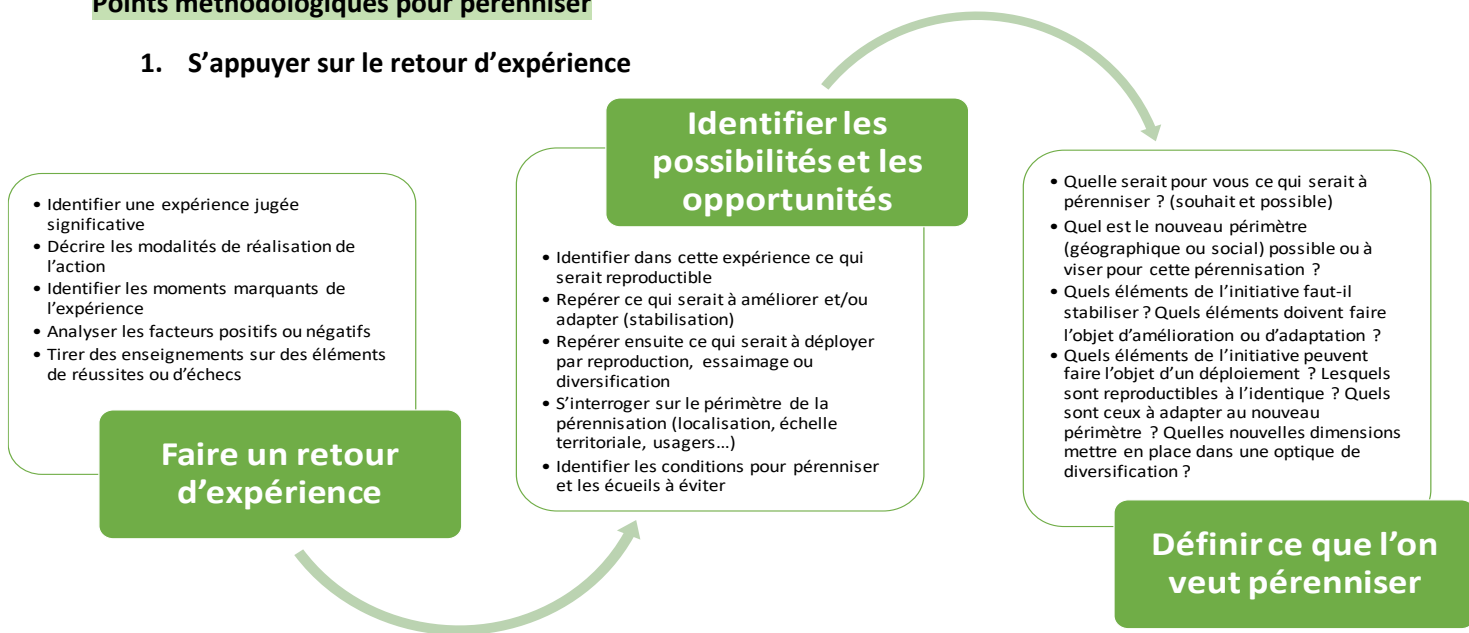 Points méthodologiques pour pérenniser
1. S’appuyer sur le retour d’expérience
• Identifier une expérience jugée
significative
• Décrire les modalités de réalisation de
l’action
• Identifier les moments marquants de
l’expérience
• Analyser les facteurs positifs ou négatifs
• Tirer des enseignements sur des éléments
de réussites ou d’échecs
Faire un retour
d’expérience
Identifier les
possibilités et les
opportunités
• Identifier dans cette expérience ce qui
serait reproductible
• Repérer ce qui serait à améliorer et/ou
adapter (stabilisation)
• Repérer ensuite ce qui serait à déployer
par reproduction, essaimage ou
diversification
• S’interroger sur le périmètre de la
pérennisation (localisation, échelle
territoriale, usagers…)
• Identifier les conditions pour pérenniser
et les écueils à éviter
• Quelle serait pour vous ce qui serait à
pérenniser ? (souhait et possible)
• Quel est le nouveau périmètre
(géographique ou social) possible ou à
viser pour cette pérennisation ?
• Quels éléments de l’initiative faut-il
stabiliser ? Quels éléments doivent faire
l’objet d’amélioration ou d’adaptation ?
• Quels éléments de l’initiative peuvent
faire l’objet d’un déploiement ? Lesquels
sont reproductibles à l’identique ? Quels
sont ceux à adapter au nouveau
périmètre ? Quelles nouvelles dimensions
mettre en place dans une optique de
diversification ?
Définir ce que l’on
veut pérenniser